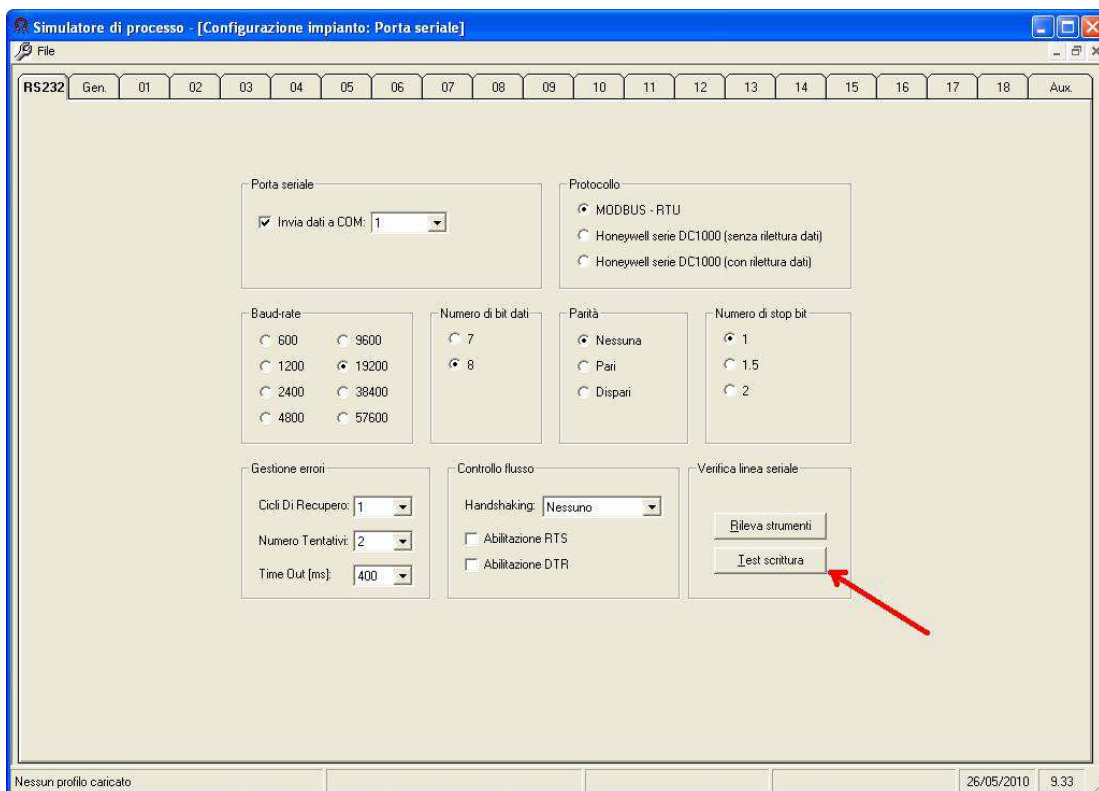 Simulatore di processo - [Configurazione impianto: Porta seriale]
File
RS232 Gen. 01 02 03 04 05 06 07 08 09 10 11 12 13 14 15 16 17 18 Aux.
Porta seriale
Invia dati a COM: 1
Protocollo
MODBUS - RTU
Honeywell serie DC1000 (senza rilettura dati)
Honeywell serie DC1000 (con rilettura dati)
Baud-rate
600 9600
1200 19200
2400 38400
4800 57600
Numero di bit dati
7
8
Parità
Nessuna
Pari
Dispari
Numero di stop bit
1
1.5
2
Gestione errori
Cicli Di Recupero: 1
Numero Tentativi: 2
Time Out [ms]: 400
Controllo flusso
Handshaking: Nessuno
Abilitazione RTS
Abilitazione DTR
Verifica linea seriale
Rileva strumenti
Test scrittura
Nessun profilo caricato 26/05/2010 9.33